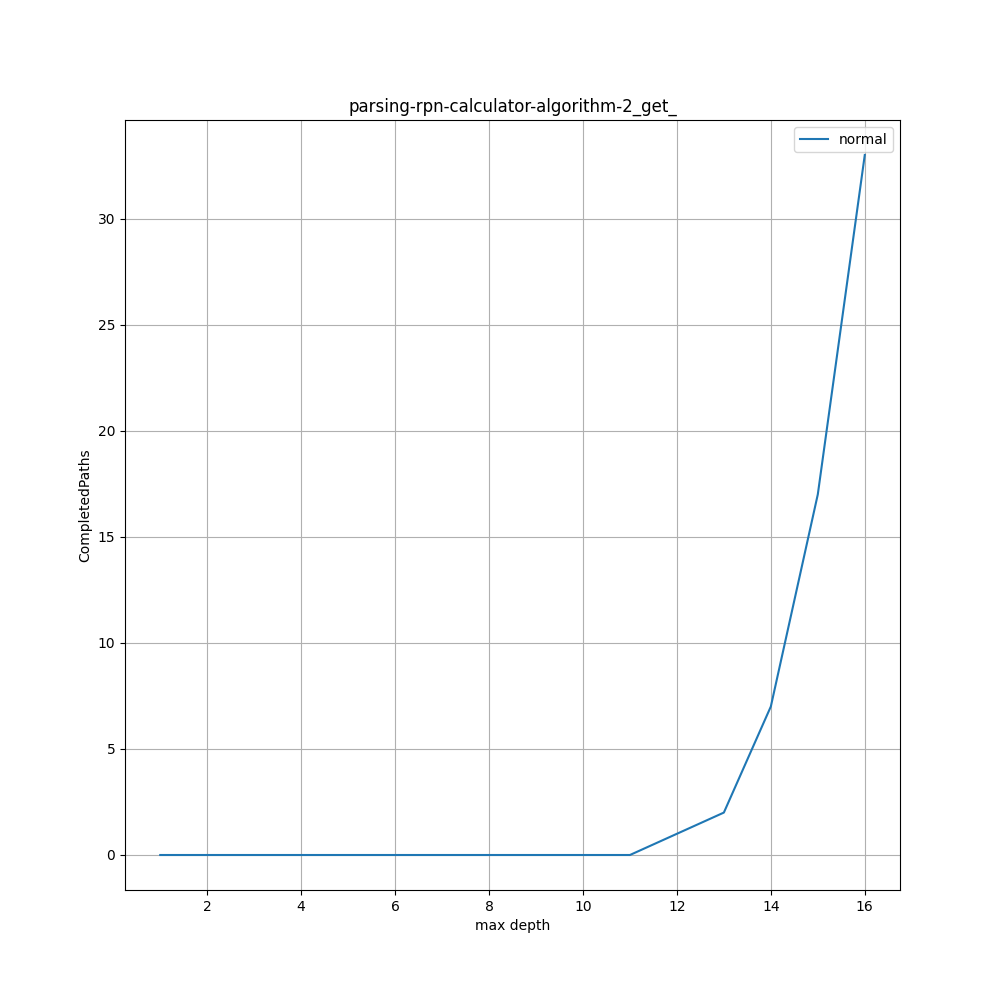 parsing-rpn-calculator-algorithm-2_get_
normal
30
25
20
15
10
5
0
CompletedPaths
2 4 6 8 10 12 14 16
max depth